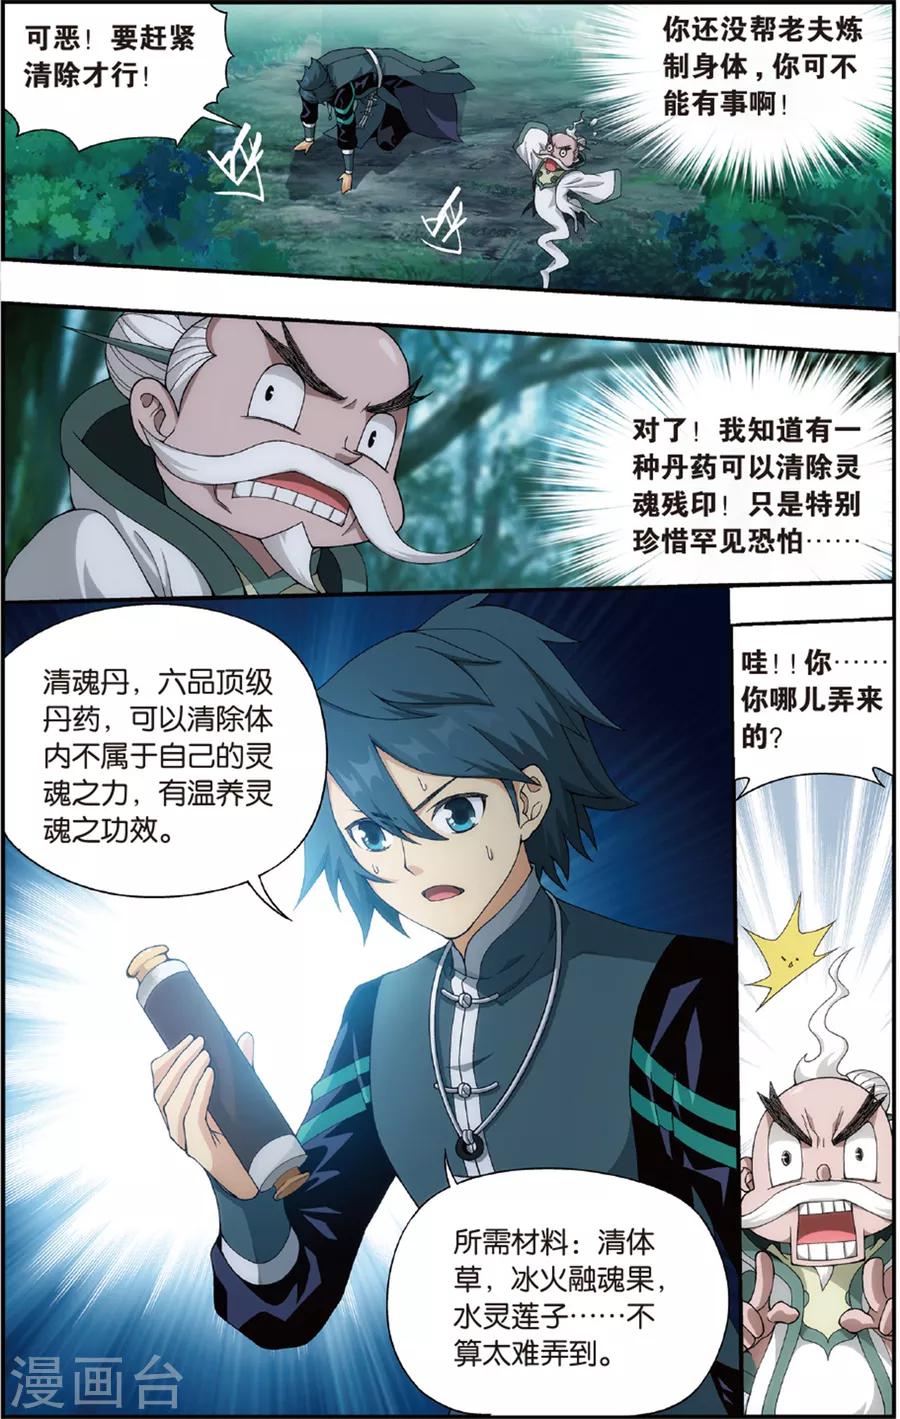 可恶！要赶紧
清除才行！
你还没帮老夫炼
制身体，你可不
能有事啊！
对了！我知道有一
种丹药可以清除灵
魂残印！只是特别
珍惜罕见恐怕……
清魂丹，六品顶级
丹药，可以清除体
内不属于自己的灵
魂之力，有温养灵
魂之功效。
哇！！你……
你哪儿弄来
的？
所需材料：清体
草，冰火融魂果，
水灵莲子……不
算太难弄到。
漫画台